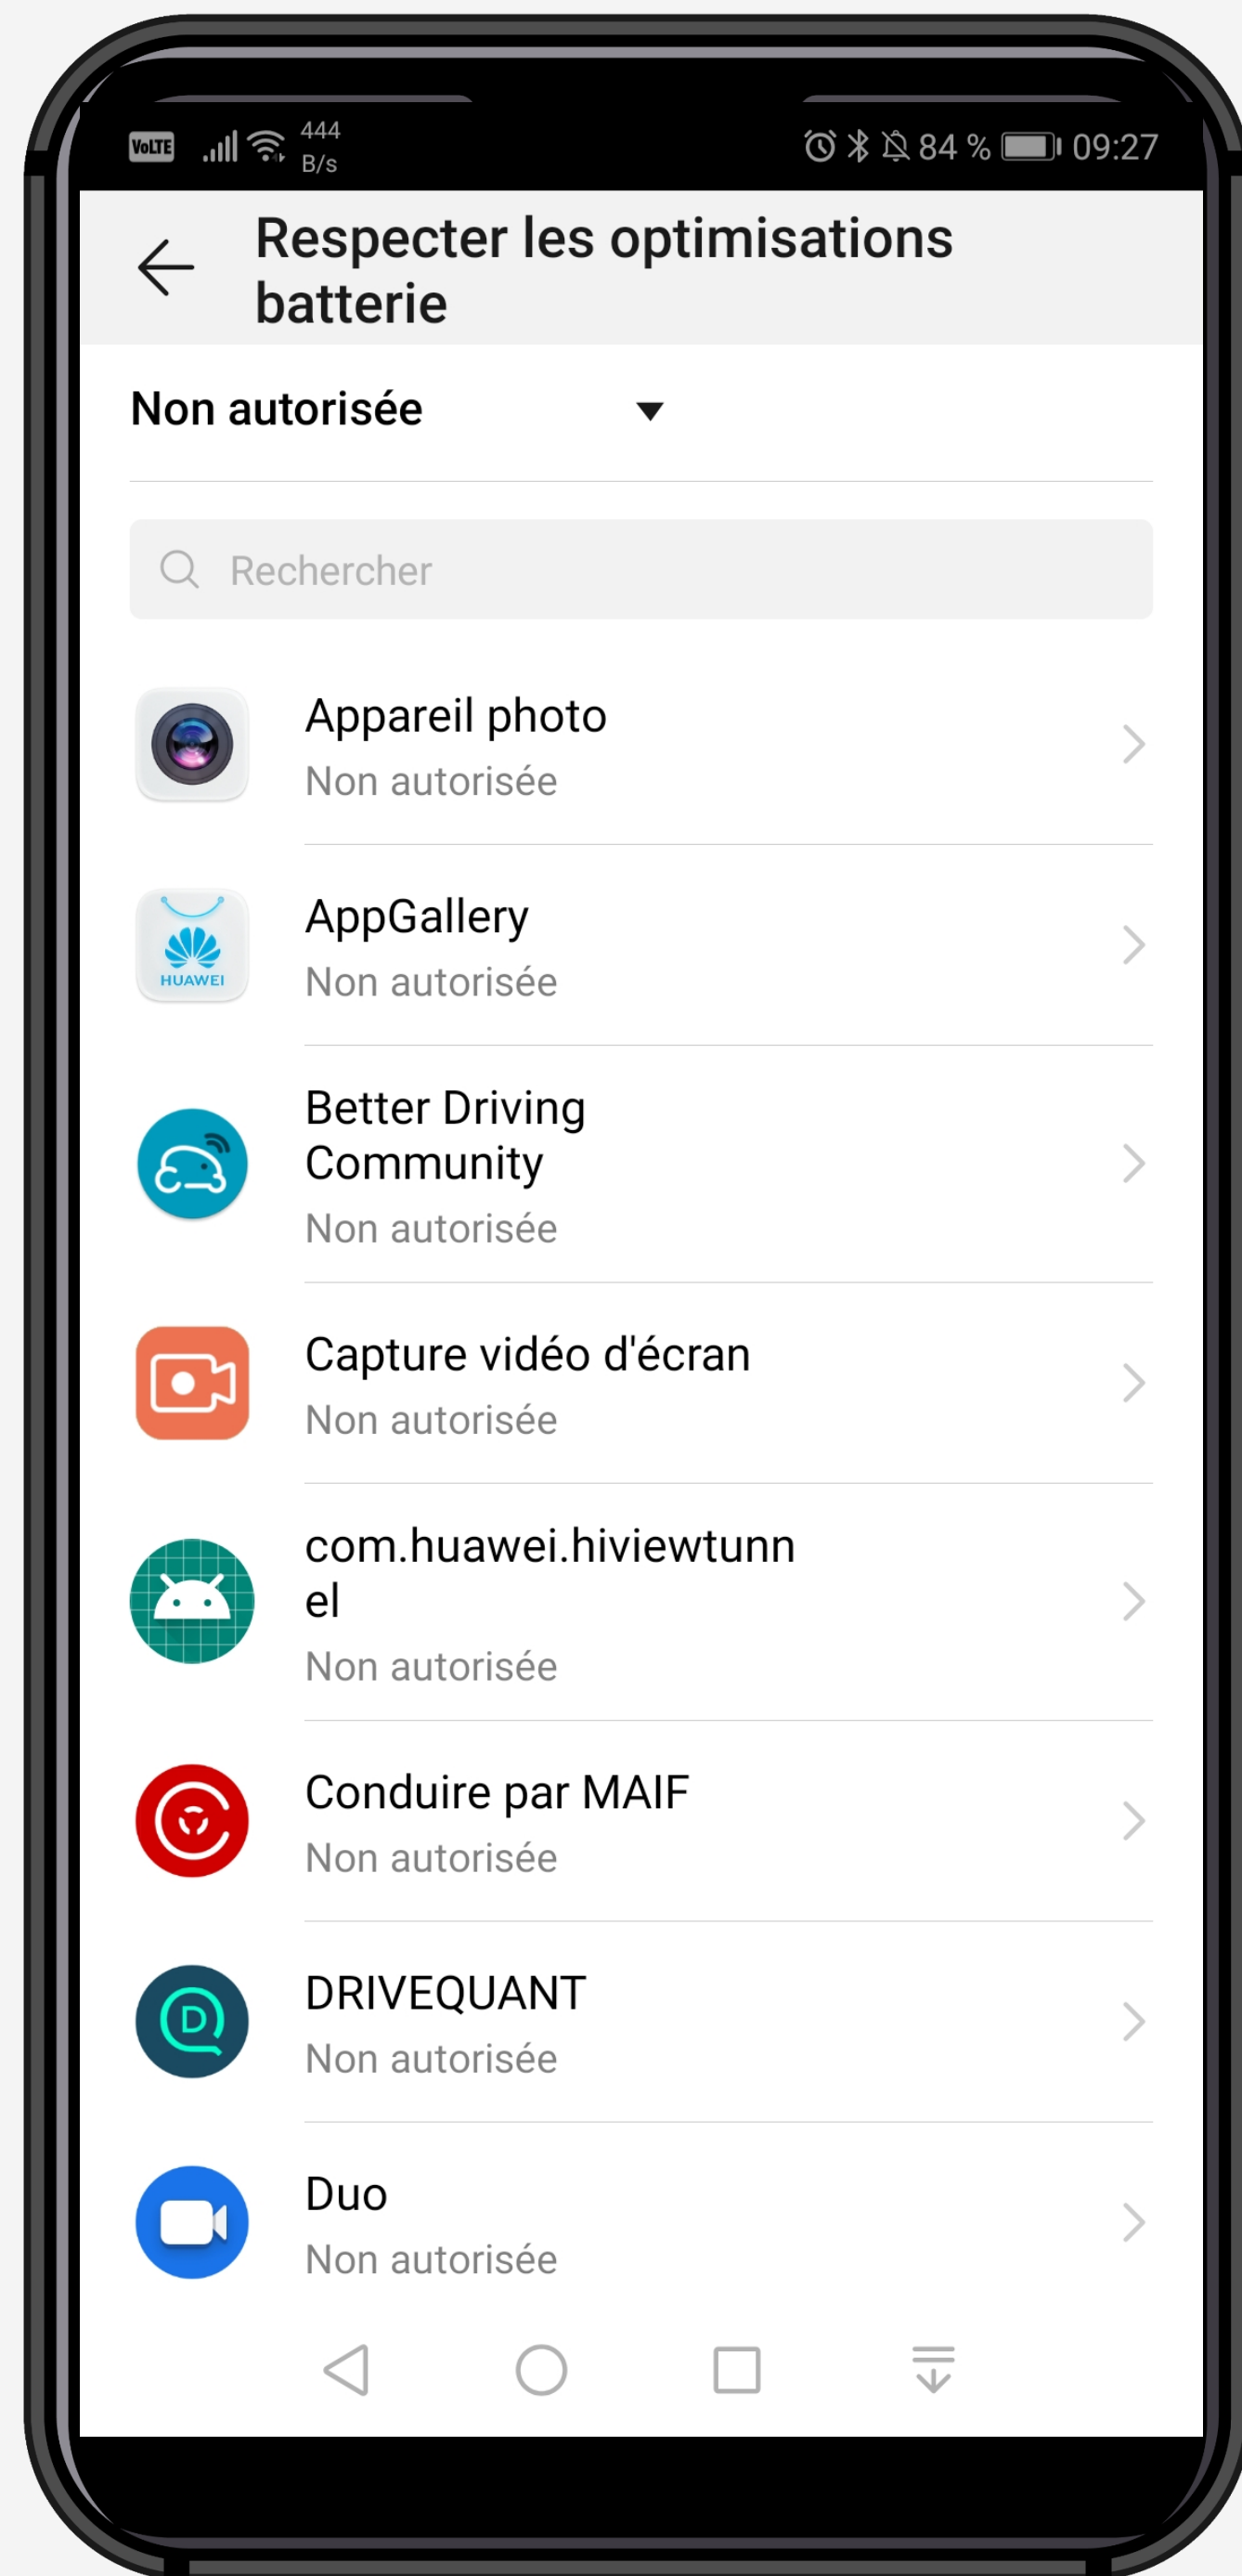 VoLTE 444 B/s 84 % 09:27
Respecter les optimisations
batterie
Non autorisée
Rechercher
Appareil photo
Non autorisée
HUAWEI
AppGallery
Non autorisée
Better Driving
Community
Non autorisée
Capture vidéo d'écran
Non autorisée
com.huawei.hiviewtunn
el
Non autorisée
Conduire par MAIF
Non autorisée
D
DRIVEQUANT
Non autorisée
Duo
Non autorisée